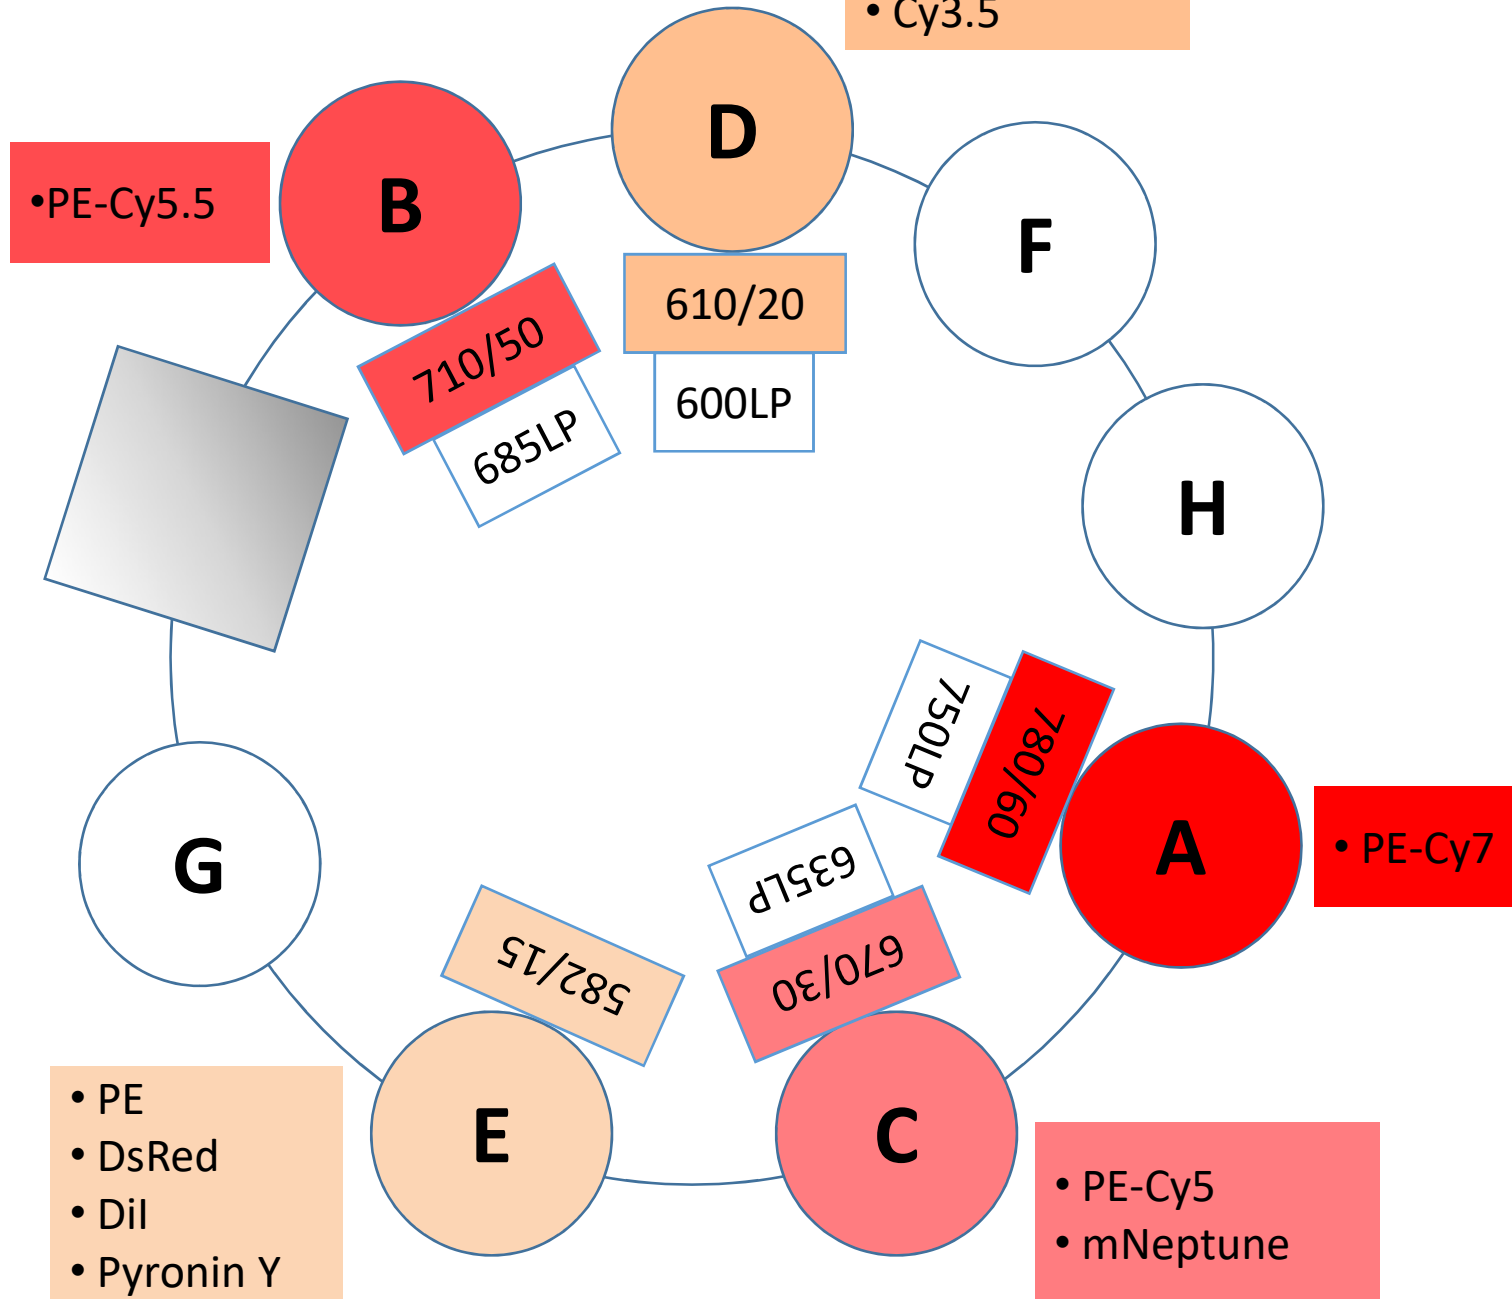 • Cy3.5
D
B
•PE-Cy5.5
F
610/20
710/50
600LP
685LP
H
750LP
780/60
A
• PE-Cy7
635LP
G
670/30
582/15
E
C
• PE
• DsRed
• DiI
• Pyronin Y
• PE-Cy5
• mNeptune